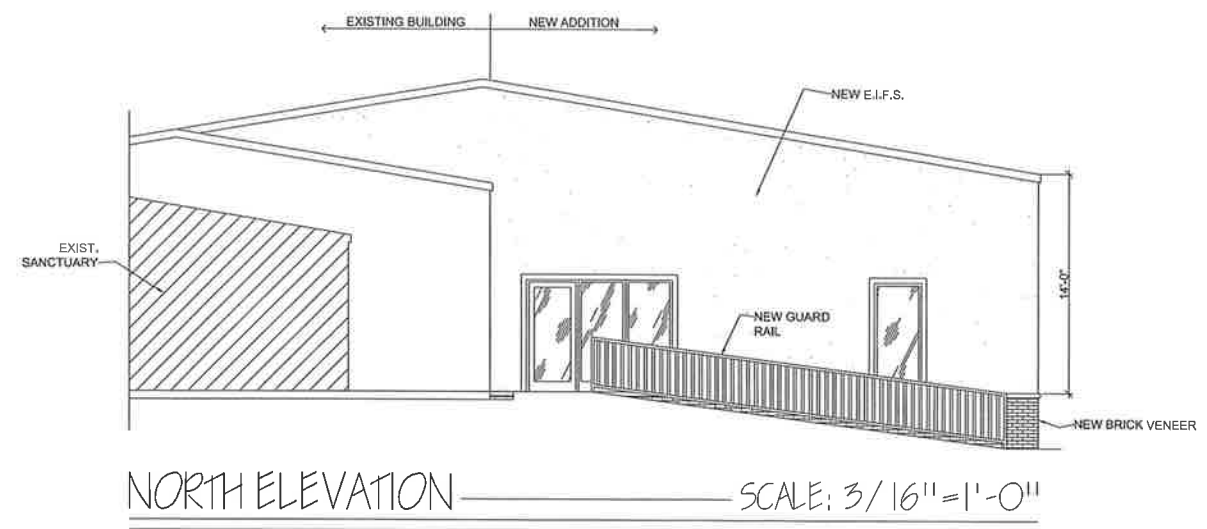 EXISTING BUILDING
NEW ADDITION
NEW E.I.F.S.
EXIST.
SANCTUARY
14'-0"
NEW GUARD
RAIL
NEW BRICK VENEER
NORTH ELEVATION
SCALE: 3/16"=1'-0"